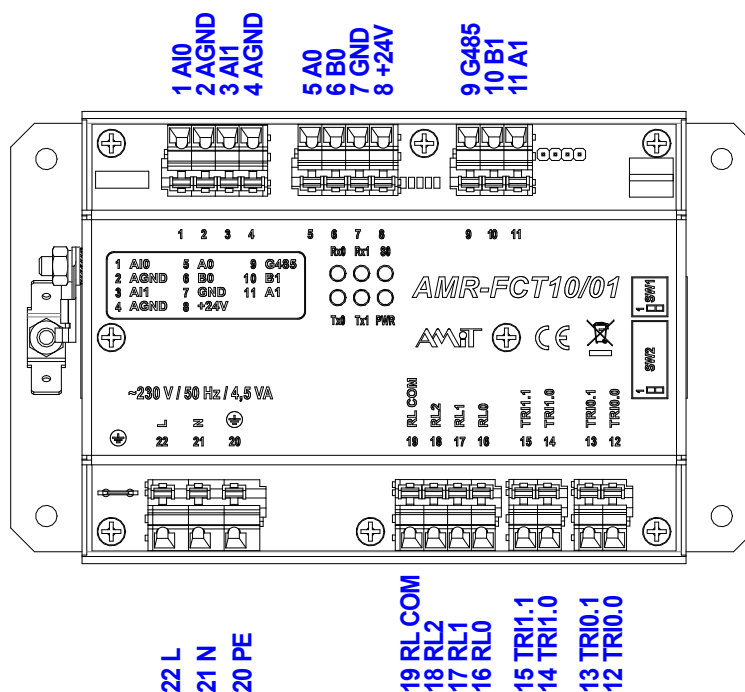 1 AI0
2 AGND
3 AI1
4 AGND
5 A0
6 B0
7 GND
8 +24V
9 G485
10 B1
11 A1
1 2 3 4 5 6 7 8 9 10 11
Rx0 Rx1 S0
1 AI0 5 A0 9 G485
2 AGND 6 B0 10 B1
3 AI1 7 GND 11 A1
4 AGND 8 +24V
Tx0 Tx1 PWR
AMR-FCT10/01
AMiT
CE
SW1
1
SW2
1
~230 V / 50 Hz / 4,5 VA
L N
22 21 20
RL COM RL2 RL1 RL0 TRI1.1 TRI1.0 TRI0.1 TRI0.0
19 18 17 16 15 14 13 12
22 L
21 N
20 PE
19 RL COM
18 RL2
17 RL1
16 RL0
15 TRI1.1
14 TRI1.0
13 TRI0.1
12 TRI0.0